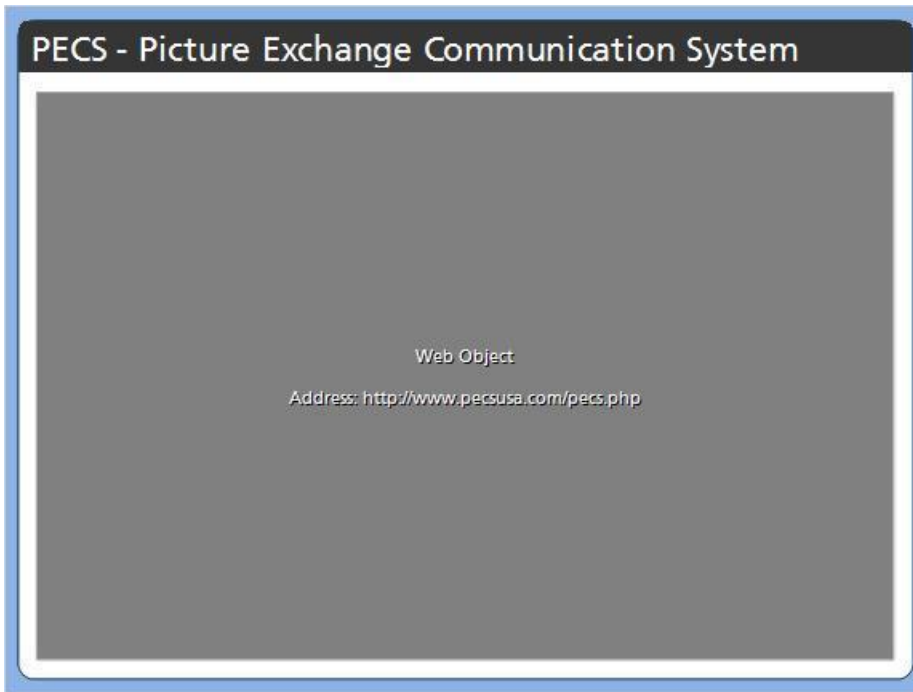 PECS - Picture Exchange Communication System
Web Object
Address: http://www.pecsusa.com/pecs.php